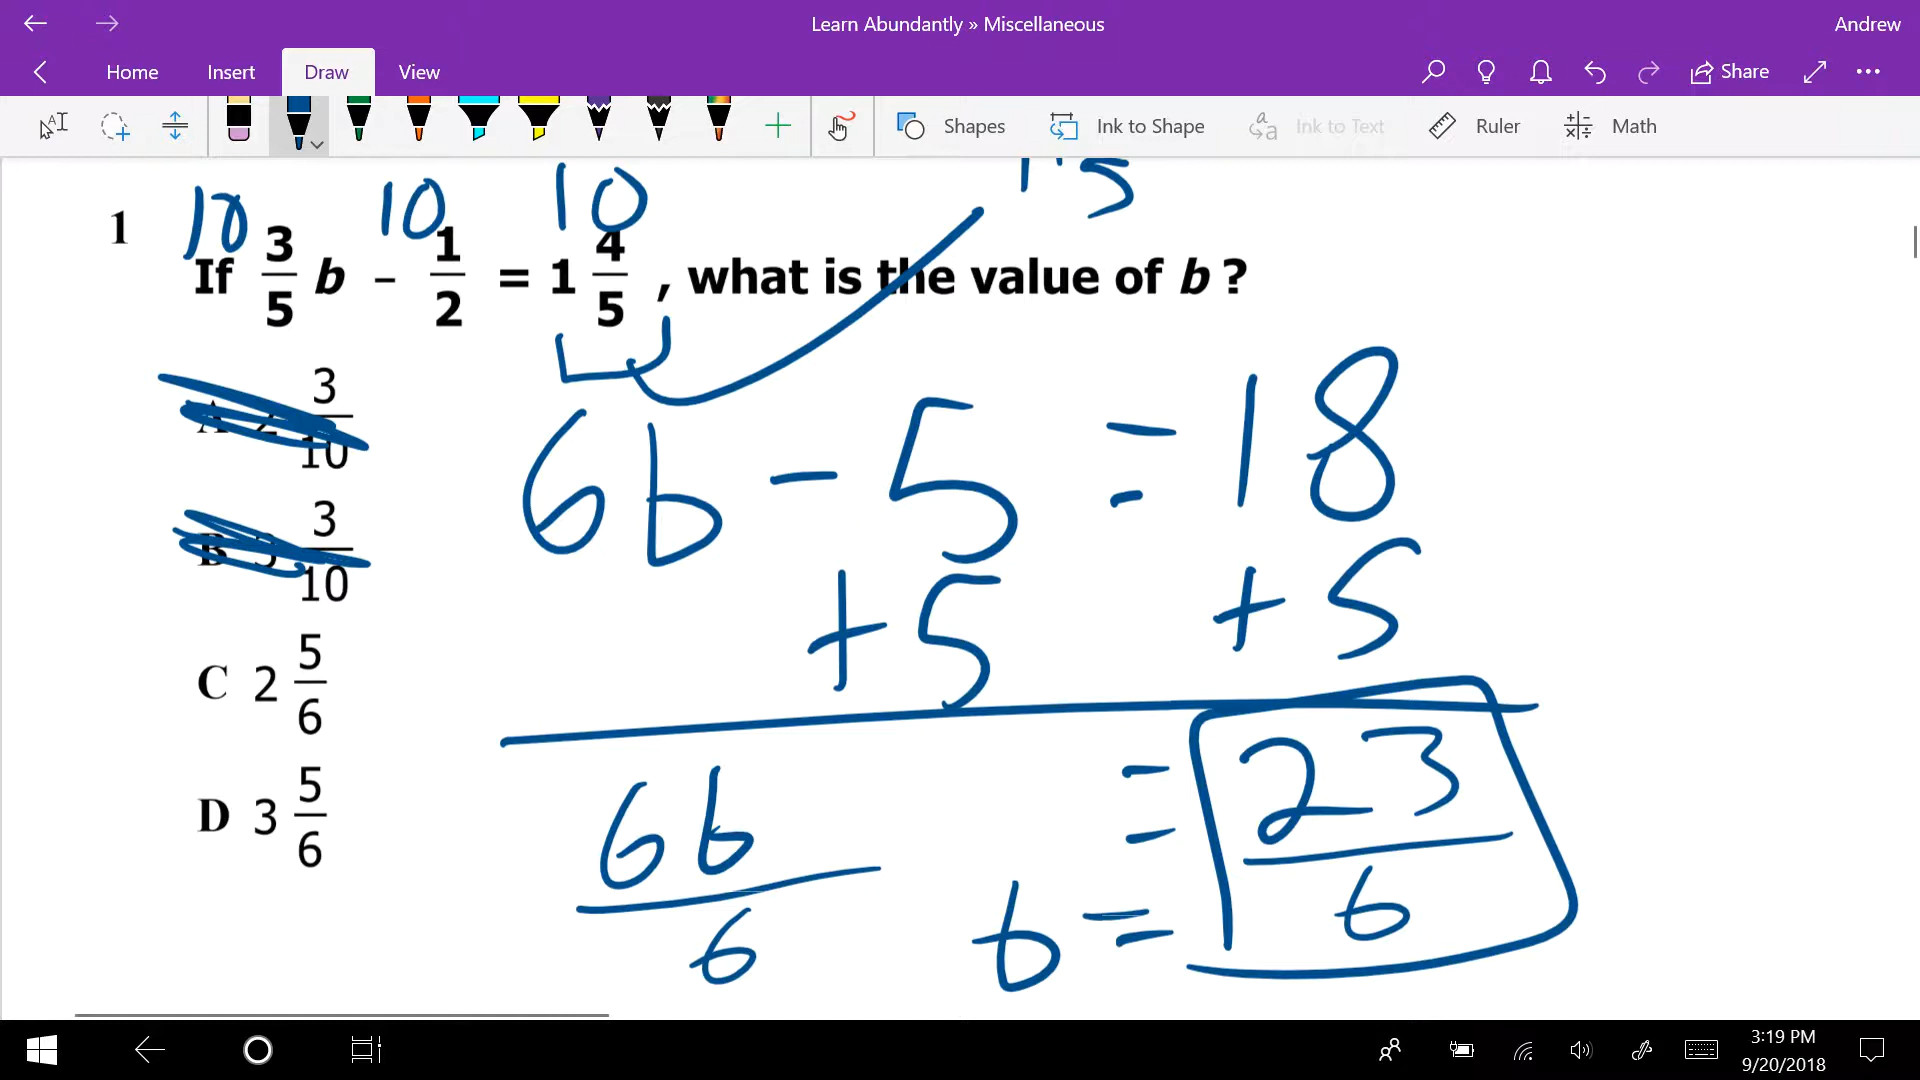 Learn Abundantly » Miscellaneous
Andrew
Home Insert Draw View
Share
Shapes Ink to Shape Ink to Text Ruler Math
10 10 10
1 If 3/5 b - 1/2 = 1 4/5 , what is the value of b ?
A 2 3/10
6b - 5 = 18
B 3 3/10
+5 +5
C 2 5/6
6b/6 = 23/6
D 3 5/6
b =
3:19 PM
9/20/2018